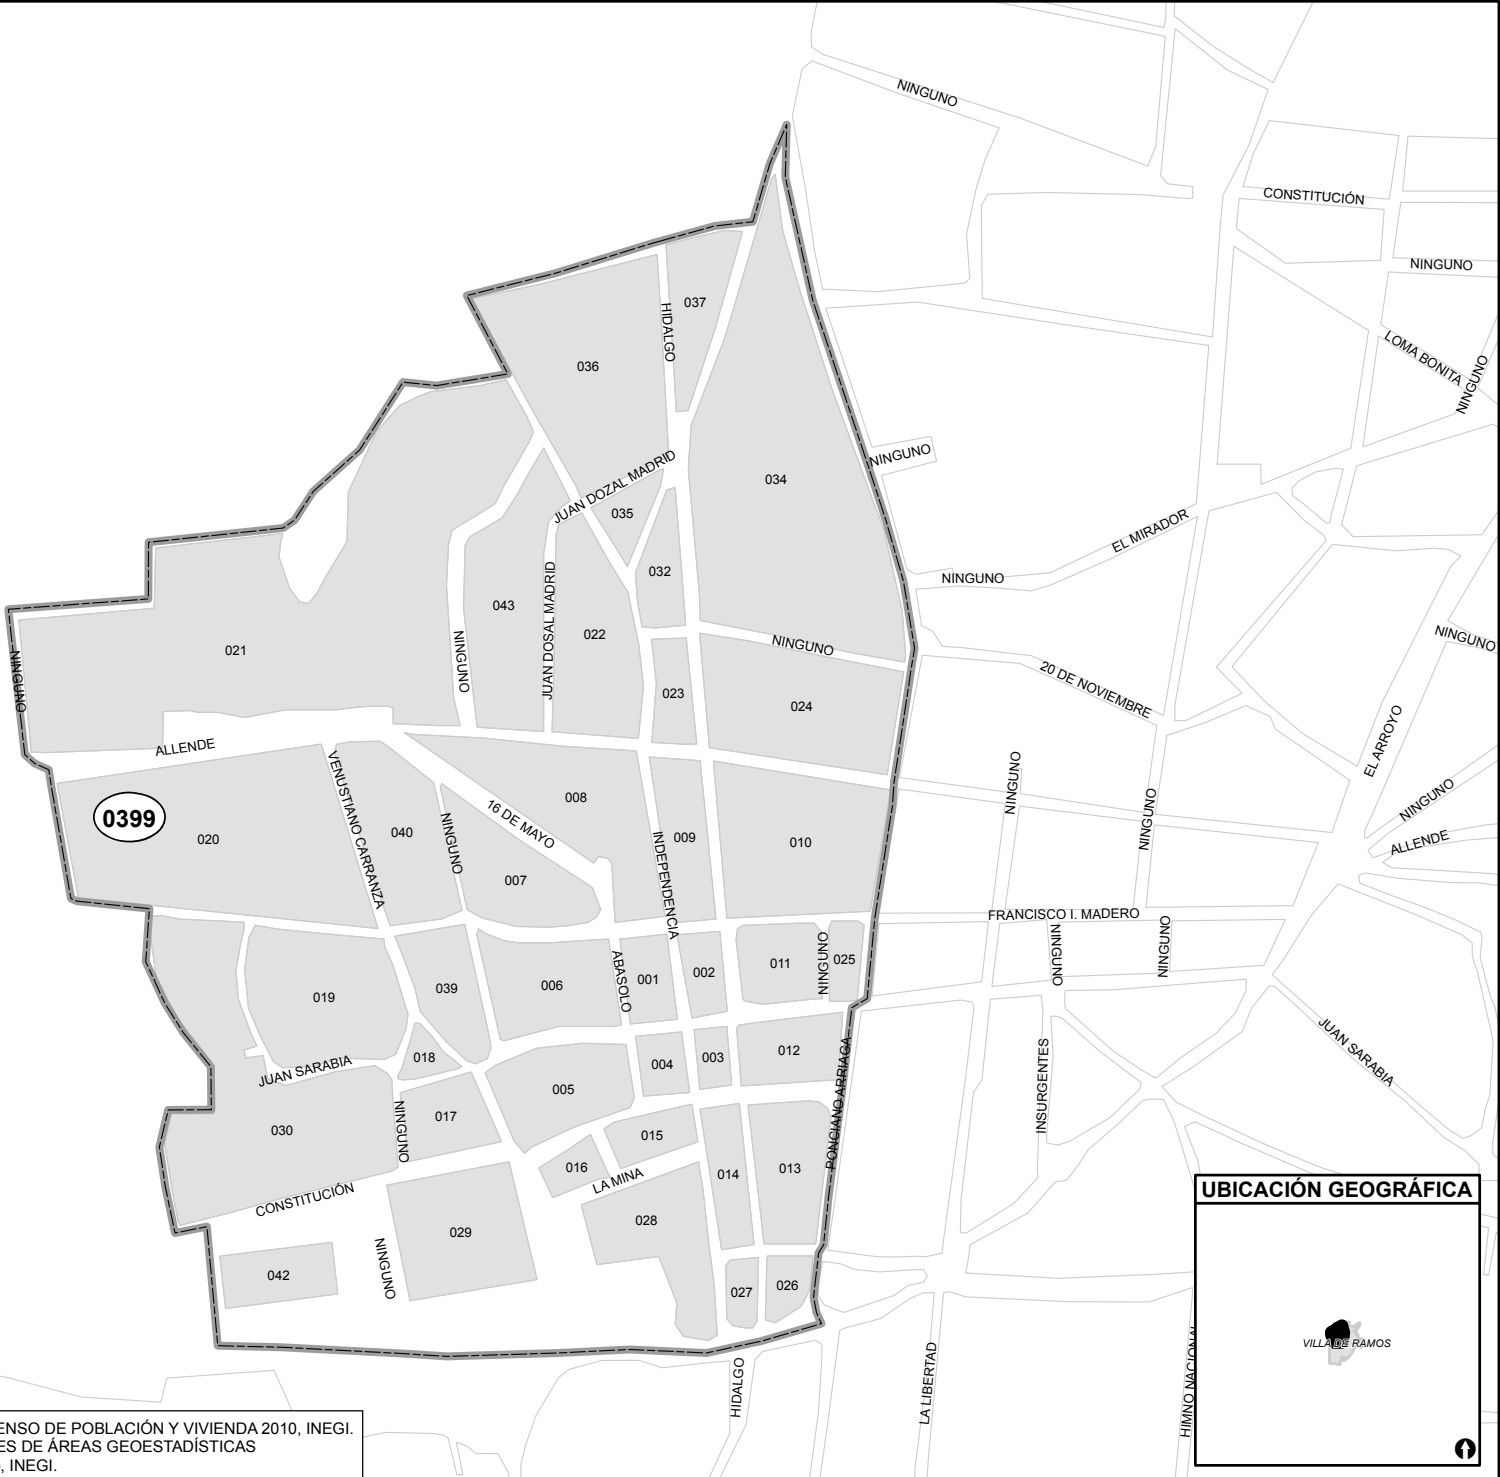 NINGUNO
CONSTITUCIÓN
NINGUNO
037
HIDALGO
036
LOMA BONITA
NINGUNO
NINGUNO
JUAN DOZAL MADRID
034
035
EL MIRADOR
032
NINGUNO
043
JUAN DOSAL MADRID
022
NINGUNO
NINGUNO
021
NINGUNO
NINGUNO
023
20 DE NOVIEMBRE
024
ALLENDE
EL ARROYO
VENUSTIANO CARRANZA
NINGUNO
NINGUNO
NINGUNO
008
16 DE MAYO
0399
020
040
NINGUNO
INDEPENDENCIA
009
010
ALLENDE
007
FRANCISCO I. MADERO
NINGUNO
NINGUNO
ABASOLO
NINGUNO
011
025
001
002
006
039
019
JUAN SARABIA
012
003
004
018
JUAN SARABIA
INSURGENTES
PONCIANO ARRIAGA
005
017
NINGUNO
030
015
016
LA MINA
014
013
CONSTITUCIÓN
028
029
NINGUNO
042
027
026
HIDALGO
LA LIBERTAD
HIMNO NACIONAL
UBICACIÓN GEOGRÁFICA
VILLA DE RAMOS
ENSO DE POBLACIÓN Y VIVIENDA 2010, INEGI.
ES DE ÁREAS GEOESTADÍSTICAS
, INEGI.